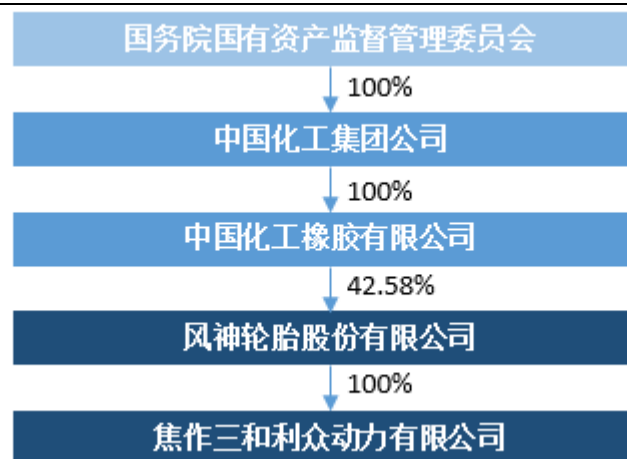 国务院国有资产监督管理委员会
100%
中国化工集团公司
100%
中国化工橡胶有限公司
42.58%
风神轮胎股份有限公司
100%
焦作三和利众动力有限公司